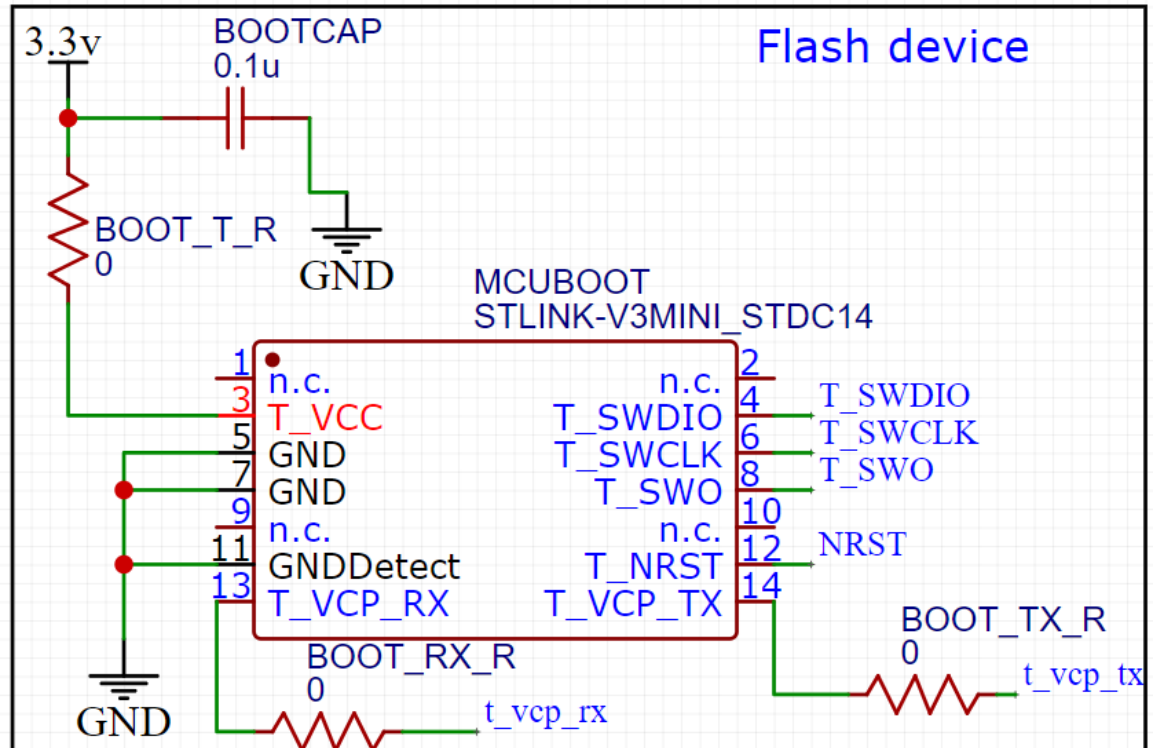 3.3v
BOOTCAP
0.1u
Flash device
BOOT_T_R
0
GND
MCUBOOT
STLINK-V3MINI_STDC14
1 n.c. n.c. 2
3 T_VCC T_SWDIO 4 T_SWDIO
5 GND T_SWCLK 6 T_SWCLK
7 GND T_SWO 8 T_SWO
9 n.c. n.c. 10
11 GNDDetect T_NRST 12 NRST
13 T_VCP_RX T_VCP_TX 14
BOOT_TX_R
0
t_vcp_tx
BOOT_RX_R
0
t_vcp_rx
GND